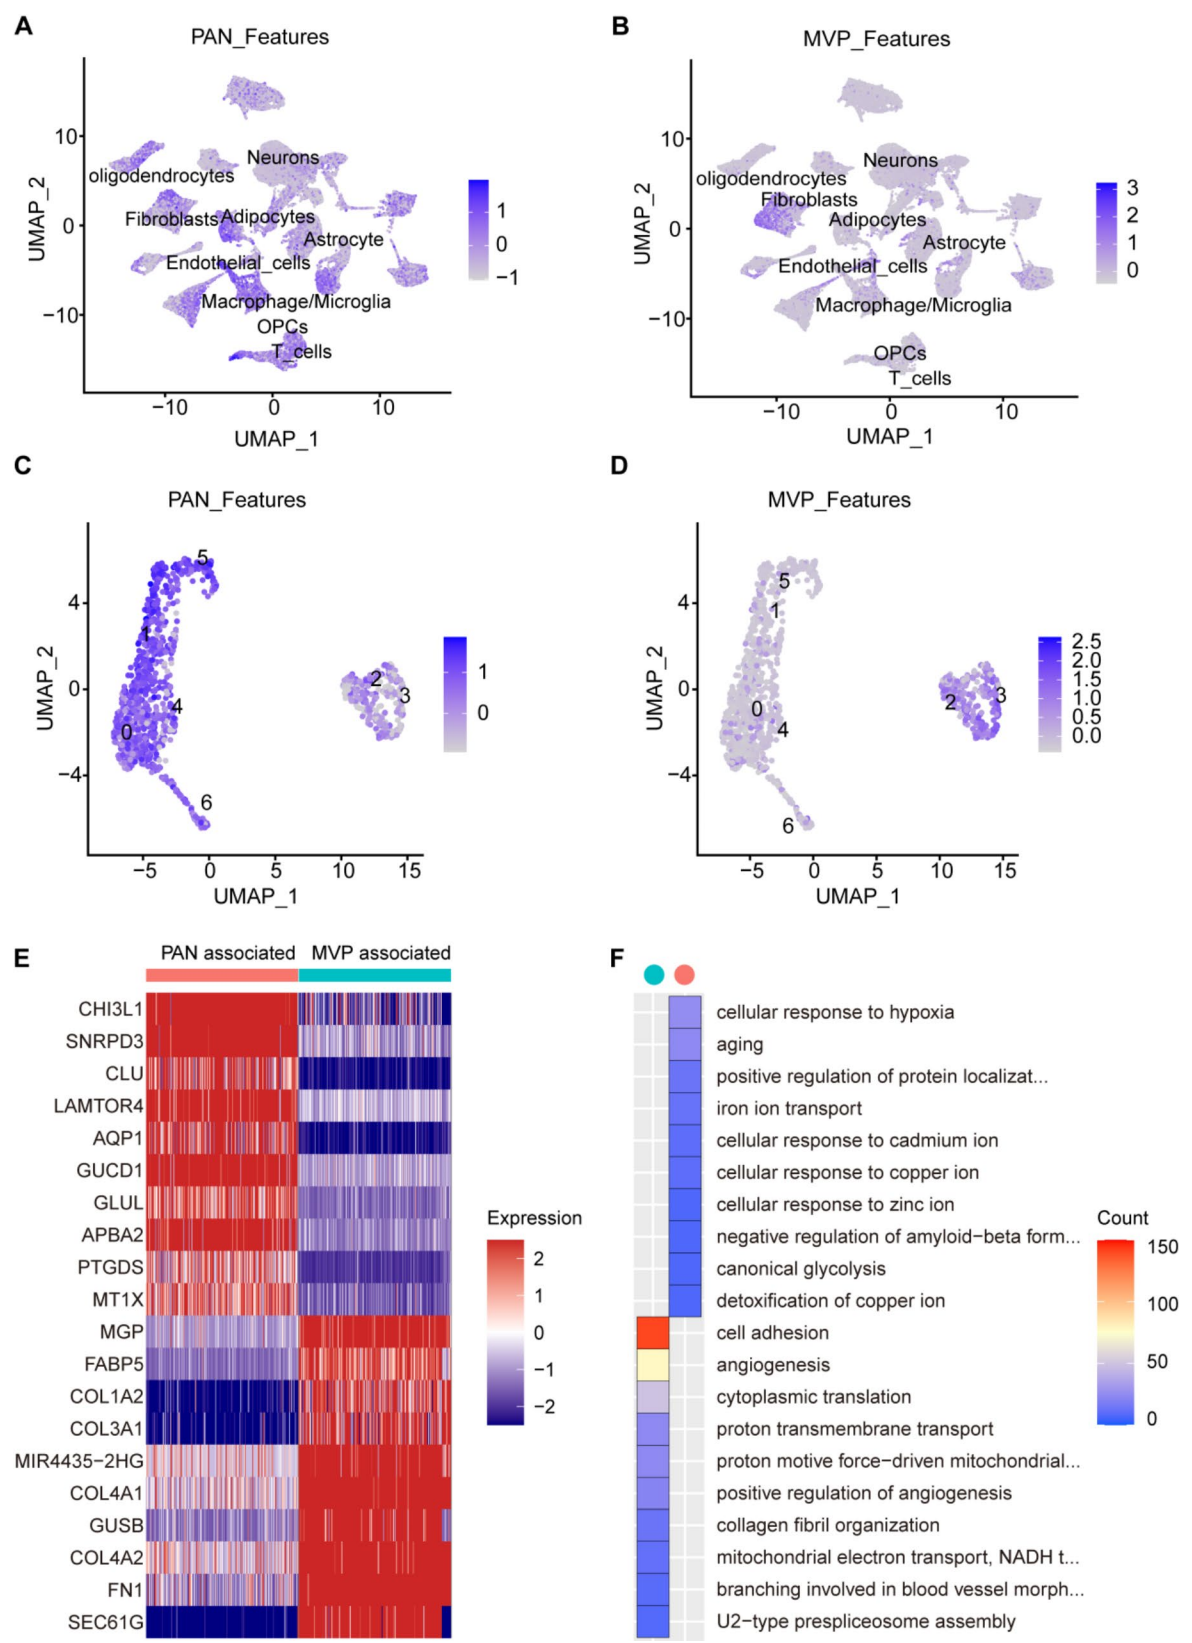 A
PAN_Features
UMAP_2
10
0
−10
Neurons
oligodendrocytes
Fibroblasts
Adipocytes
Astrocyte
Endothelial_cells
Macrophage/Microglia
OPCs
T_cells
−10
0
10
UMAP_1
1
0
−1
B
MVP_Features
UMAP_2
10
0
−10
Neurons
oligodendrocytes
Fibroblasts
Adipocytes
Astrocyte
Endothelial_cells
Macrophage/Microglia
OPCs
T_cells
−10
0
10
UMAP_1
3
2
1
0
C
PAN_Features
UMAP_2
4
0
−4
5
1
2
3
4
0
6
−5
0
5
10
15
UMAP_1
1
0
D
MVP_Features
UMAP_2
4
0
−4
5
1
2
3
0
4
6
−5
0
5
10
15
UMAP_1
2.5
2.0
1.5
1.0
0.5
0.0
E
PAN associated
MVP associated
CHI3L1
SNRPD3
CLU
LAMTOR4
AQP1
GUCD1
GLUL
APBA2
PTGDS
MT1X
MGP
FABP5
COL1A2
COL3A1
MIR4435−2HG
COL4A1
GUSB
COL4A2
FN1
SEC61G
Expression
2
1
0
−1
−2
F
cellular response to hypoxia
aging
positive regulation of protein localizat...
iron ion transport
cellular response to cadmium ion
cellular response to copper ion
cellular response to zinc ion
negative regulation of amyloid−beta form...
canonical glycolysis
detoxification of copper ion
cell adhesion
angiogenesis
cytoplasmic translation
proton transmembrane transport
proton motive force−driven mitochondrial...
positive regulation of angiogenesis
collagen fibril organization
mitochondrial electron transport, NADH t...
branching involved in blood vessel morph...
U2−type prespliceosome assembly
Count
150
100
50
0